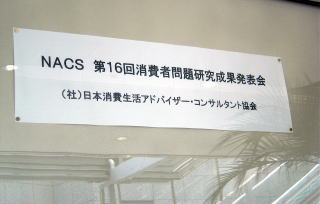 NACS 第16回消費者問題研究成果発表会
(社)日本消費生活アドバイザー・コンサルタント協会